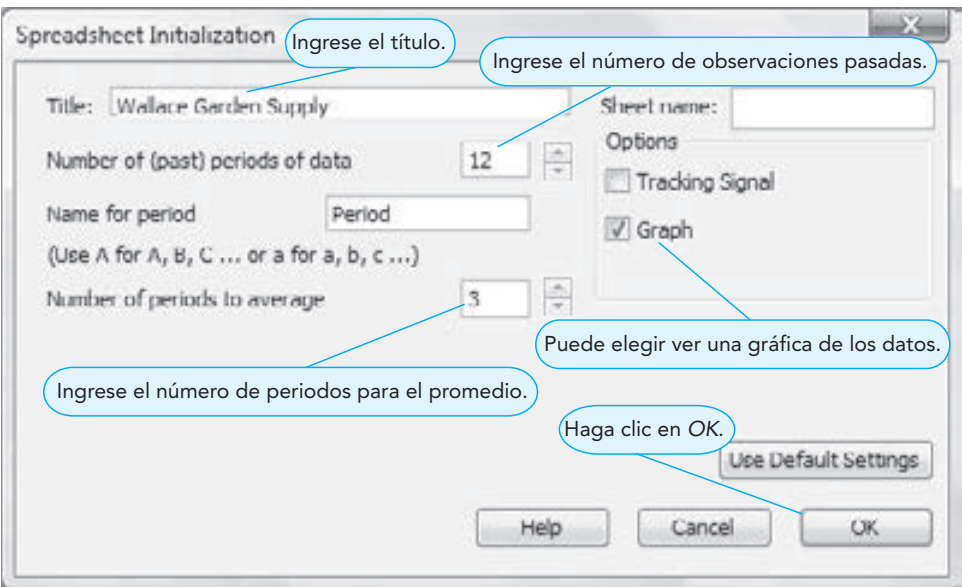 Spreadsheet Initialization
Ingrese el título.
Ingrese el número de observaciones pasadas.
Title: Wallace Garden Supply
Sheet name:
Number of (past) periods of data 12
Options
Tracking Signal
Name for period Period
Graph
(Use A for A, B, C ... or a for a, b, c ...)
Number of periods to average 3
Puede elegir ver una gráfica de los datos.
Ingrese el número de periodos para el promedio.
Haga clic en OK.
Use Default Settings
Help Cancel OK